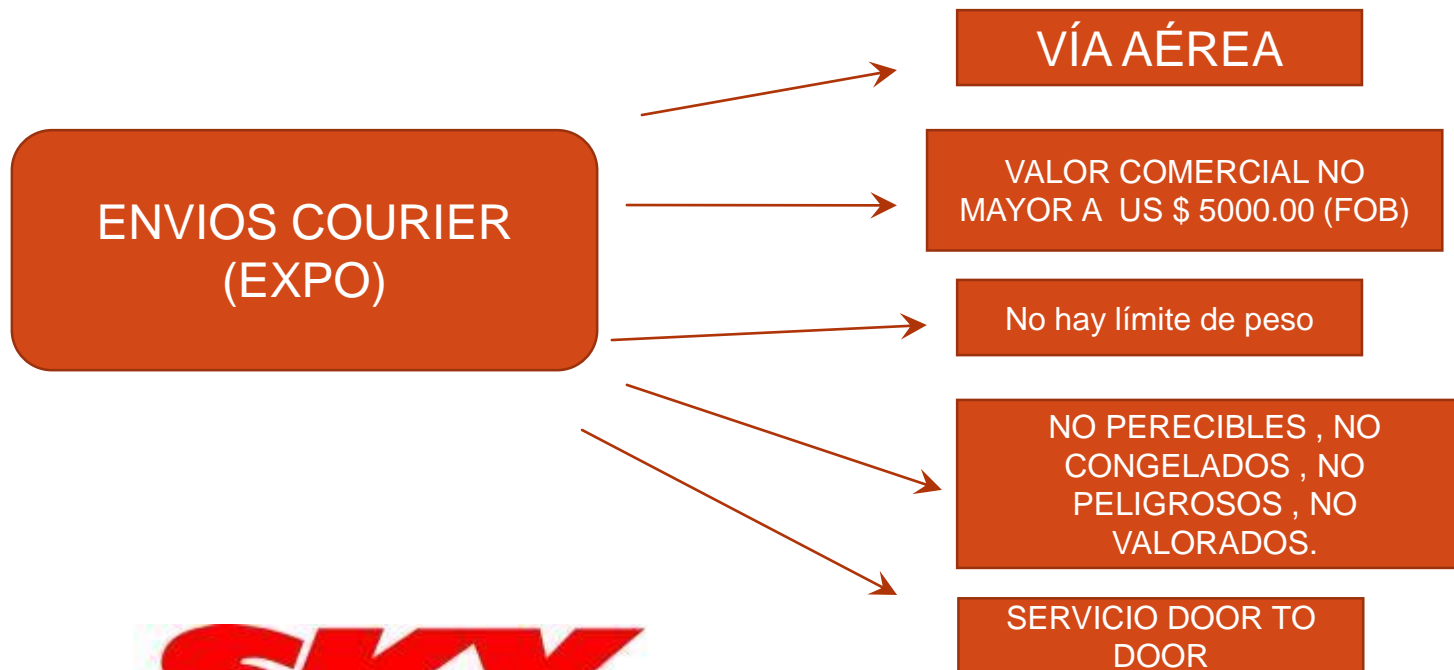 VÍA AÉREA
ENVIOS COURIER
(EXPO)
VALOR COMERCIAL NO
MAYOR A US $ 5000.00 (FOB)
No hay límite de peso
NO PERECIBLES , NO
CONGELADOS , NO
PELIGROSOS , NO
VALORADOS.
SERVICIO DOOR TO
DOOR
SKY